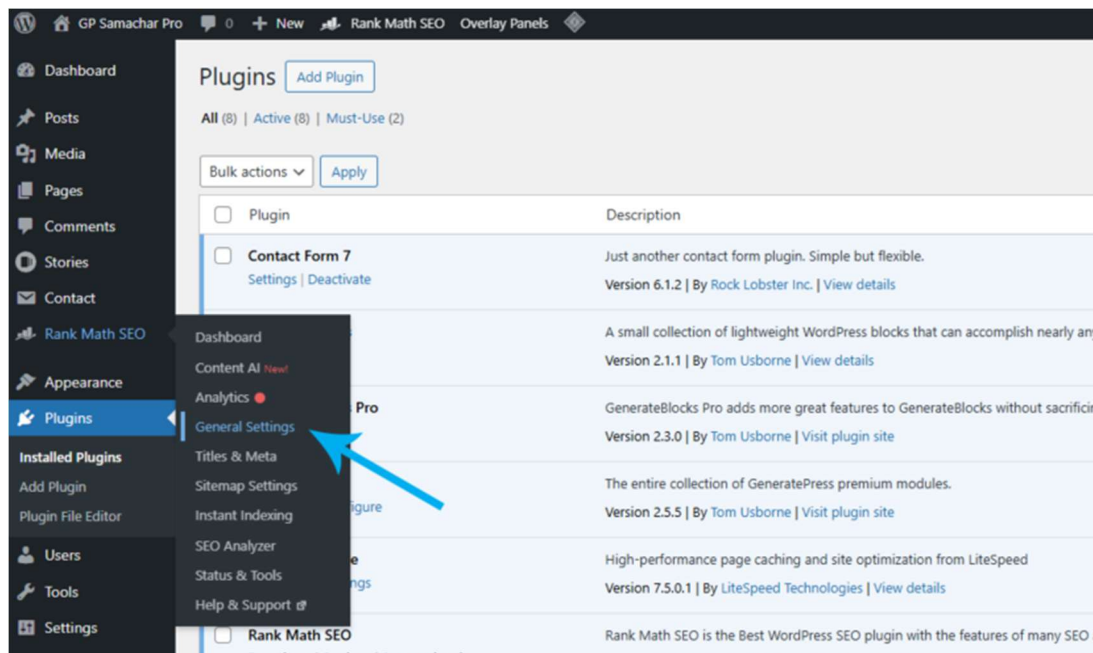 GP Samachar Pro 0 + New Rank Math SEO Overlay Panels
Dashboard
Posts
Media
Pages
Comments
Stories
Contact
Rank Math SEO
Appearance
Plugins
Installed Plugins
Add Plugin
Plugin File Editor
Users
Tools
Settings
Dashboard
Content AI New!
Analytics
General Settings
Titles & Meta
Sitemap Settings
Instant Indexing
SEO Analyzer
Status & Tools
Help & Support
Plugins Add Plugin
All (8) | Active (8) | Must-Use (2)
Bulk actions Apply
Plugin Description
Contact Form 7 Just another contact form plugin. Simple but flexible.
Settings | Deactivate Version 6.1.2 | By Rock Lobster Inc. | View details
A small collection of lightweight WordPress blocks that can accomplish nearly
Version 2.1.1 | By Tom Usborne | View details
Pro GenerateBlocks Pro adds more great features to GenerateBlocks without
Version 2.3.0 | By Tom Usborne | Visit plugin site
The entire collection of GeneratePress premium modules.
Version 2.5.5 | By Tom Usborne | Visit plugin site
High-performance page caching and site optimization from LiteSpeed
Version 7.5.0.1 | By LiteSpeed Technologies | View details
Rank Math SEO Rank Math SEO is the Best WordPress SEO plugin with the features of many SEO